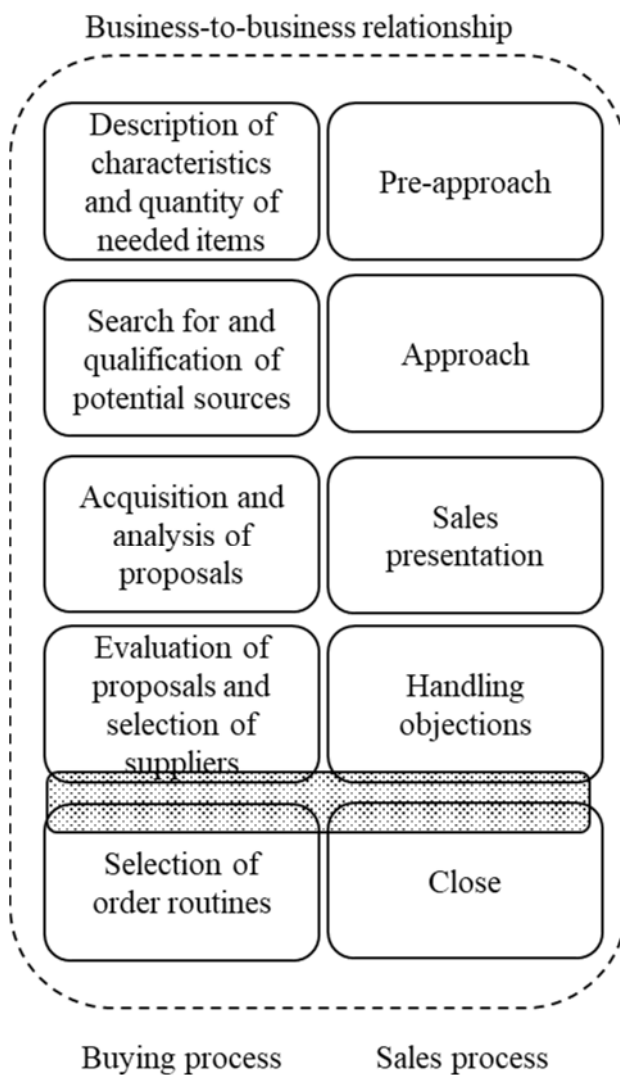 Business-to-business relationship
Description of
characteristics
and quantity of
needed items
Pre-approach
Search for and
qualification of
potential sources
Approach
Acquisition and
analysis of
proposals
Sales
presentation
Evaluation of
proposals and
selection of
suppliers
Handling
objections
Selection of
order routines
Close
Buying process
Sales process